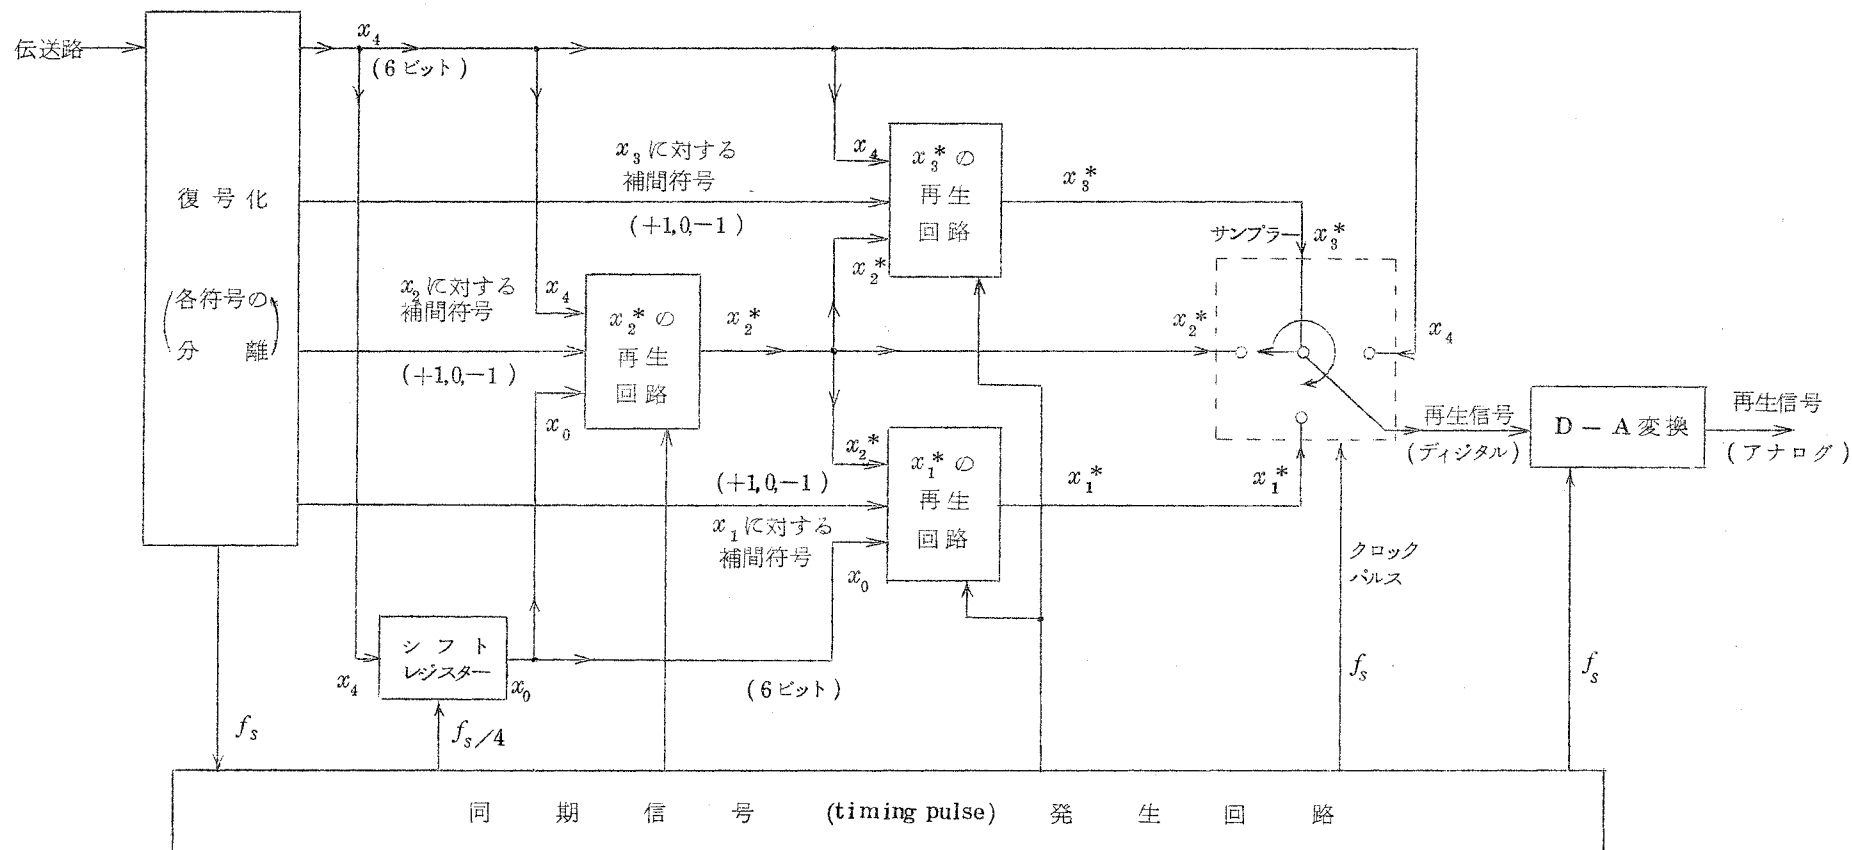 伝送路
x₄
(6ビット)
復号化
(各符号の
分離)
x₃に対する
補間符号
(+1,0,−1)
x₄
x₃*の
再生
回路
x₂*
x₃*
サンプラー
x₃*
x₂に対する
補間符号
(+1,0,−1)
x₄
x₂*の
再生
回路
x₀
x₂*
x₂*
x₄
(+1,0,−1)
x₁に対する
補間符号
x₂*
x₁*の
再生
回路
x₀
x₁*
x₁*
再生信号
(ディジタル)
D−A変換
再生信号
(アナログ)
クロック
パルス
x₄
シフト
レジスター
x₀
(6ビット)
fₛ
fₛ/4
fₛ
fₛ
同期信号(timing pulse)発生回路